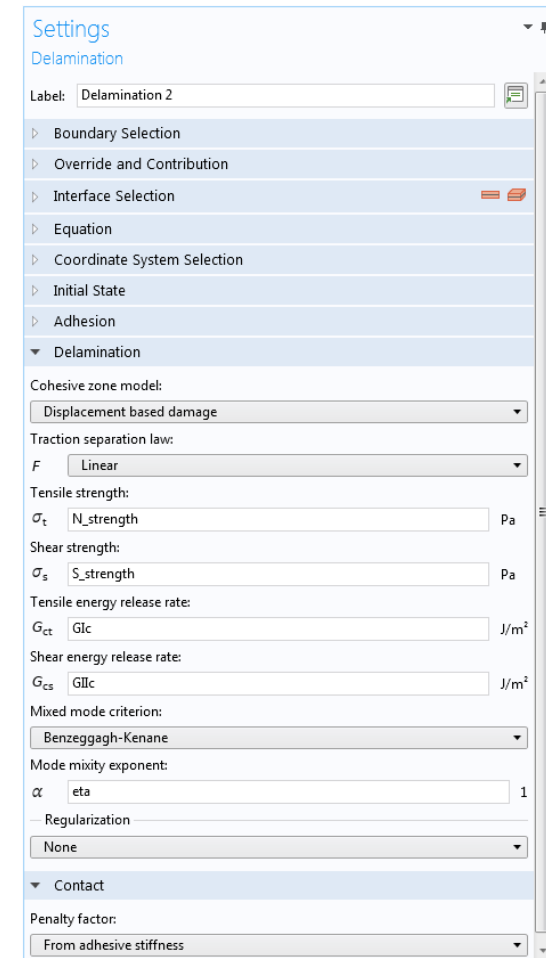 Settings
Delamination
Label: Delamination 2
Boundary Selection
Override and Contribution
Interface Selection
Equation
Coordinate System Selection
Initial State
Adhesion
Delamination
Cohesive zone model:
Displacement based damage
Traction separation law:
F Linear
Tensile strength:
σt N_strength Pa
Shear strength:
σs S_strength Pa
Tensile energy release rate:
Gct GIc J/m²
Shear energy release rate:
Gcs GIIc J/m²
Mixed mode criterion:
Benzeggagh-Kenane
Mode mixity exponent:
α eta 1
Regularization
None
Contact
Penalty factor:
From adhesive stiffness